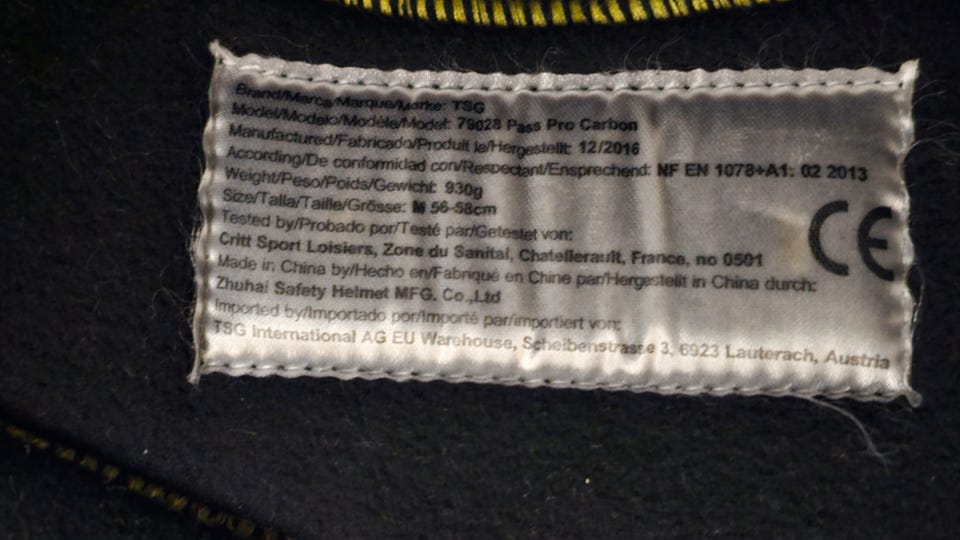 Brand/Marca/Marque/Marke: TSG
Model/Modelo/Modèle/Model: 79028 Pass Pro Carbon
Manufactured/Fabricado/Produit le/Hergestellt: 12/2016
According/De conformidad con/Respectant/Ensprechend: NF EN 1078+A1: 02 2013
Weight/Peso/Poids/Gewicht: 930g
Size/Talla/Taille/Grösse: M 56-58cm
Tested by/Probado por/Testé par/Getestet von:
Critt Sport Loisiers, Zone du Sanital, Chatellerault, France, no 0501
Made in China by/Hecho en/Fabriqué en Chine par/Hergestellt in China durch:
Zhuhai Safety Helmet MFG. Co.,Ltd
Imported by/Importado por/Importé par/importiert von:
TSG International AG EU Warehouse, Scheibenstrasse 3, 6923 Lauterach, Austria
CE